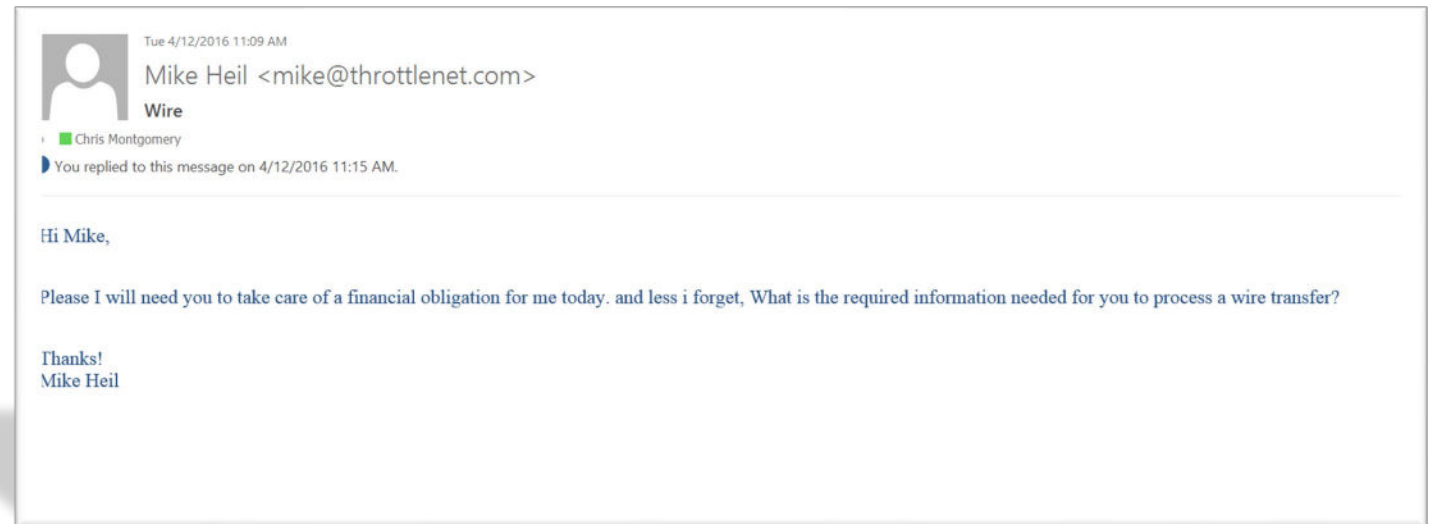 Tue 4/12/2016 11:09 AM
Mike Heil <mike@throttlenet.com>
Wire
Chris Montgomery
You replied to this message on 4/12/2016 11:15 AM.
Hi Mike,
Please I will need you to take care of a financial obligation for me today. and less i forget, What is the required information needed for you to process a wire transfer?
Thanks!
Mike Heil